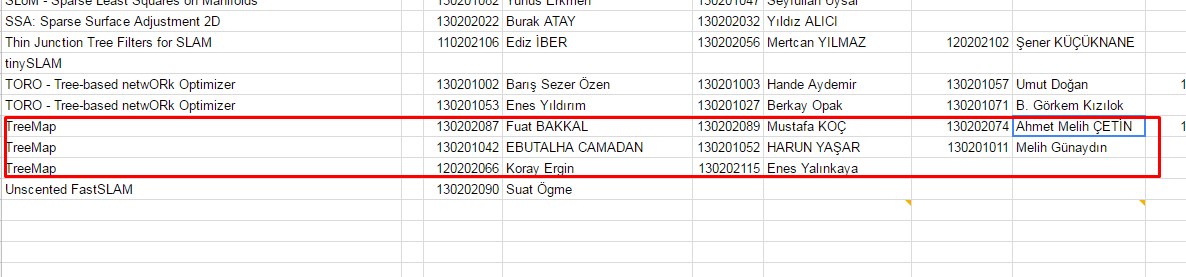 SLoM - Sparse Least Squares on Manifolds 130201082 Yunus Erkmen 130201047 Seyfullah Uysal
SSA: Sparse Surface Adjustment 2D 130202022 Burak ATAY 130202032 Yıldız ALICI
Thin Junction Tree Filters for SLAM 110202106 Ediz İBER 130202056 Mertcan YILMAZ 120202102 Şener KÜÇÜKNANE
tinySLAM
TORO - Tree-based netwORk Optimizer 130201002 Barış Sezer Özen 130201003 Hande Aydemir 130201057 Umut Doğan 1
TORO - Tree-based netwORk Optimizer 130201053 Enes Yıldırım 130201027 Berkay Opak 130201071 B. Görkem Kızılok
TreeMap 130202087 Fuat BAKKAL 130202089 Mustafa KOÇ 130202074 Ahmet Melih ÇETİN 1
TreeMap 130201042 EBUTALHA CAMADAN 130201052 HARUN YAŞAR 130201011 Melih Günaydın
TreeMap 120202066 Koray Ergin 130202115 Enes Yalınkaya
Unscented FastSLAM 130202090 Suat Ögme